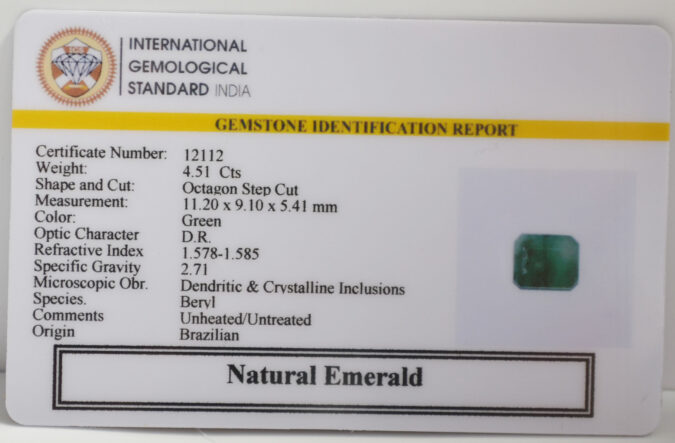 INTERNATIONAL
GEMOLOGICAL
STANDARD INDIA
GEMSTONE IDENTIFICATION REPORT
Certificate Number: 12112
Weight: 4.51 Cts
Shape and Cut: Octagon Step Cut
Measurement: 11.20 x 9.10 x 5.41 mm
Color: Green
Optic Character D.R.
Refractive Index 1.578-1.585
Specific Gravity 2.71
Microscopic Obr. Dendritic & Crystalline Inclusions
Species. Beryl
Comments Unheated/Untreated
Origin Brazilian
Natural Emerald